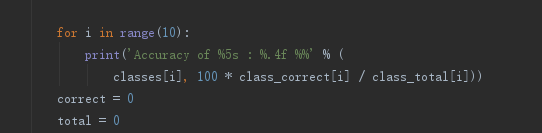 for i in range(10):
print('Accuracy of %5s : %.4f %%' % (
classes[i], 100 * class_correct[i] / class_total[i]))
correct = 0
total = 0